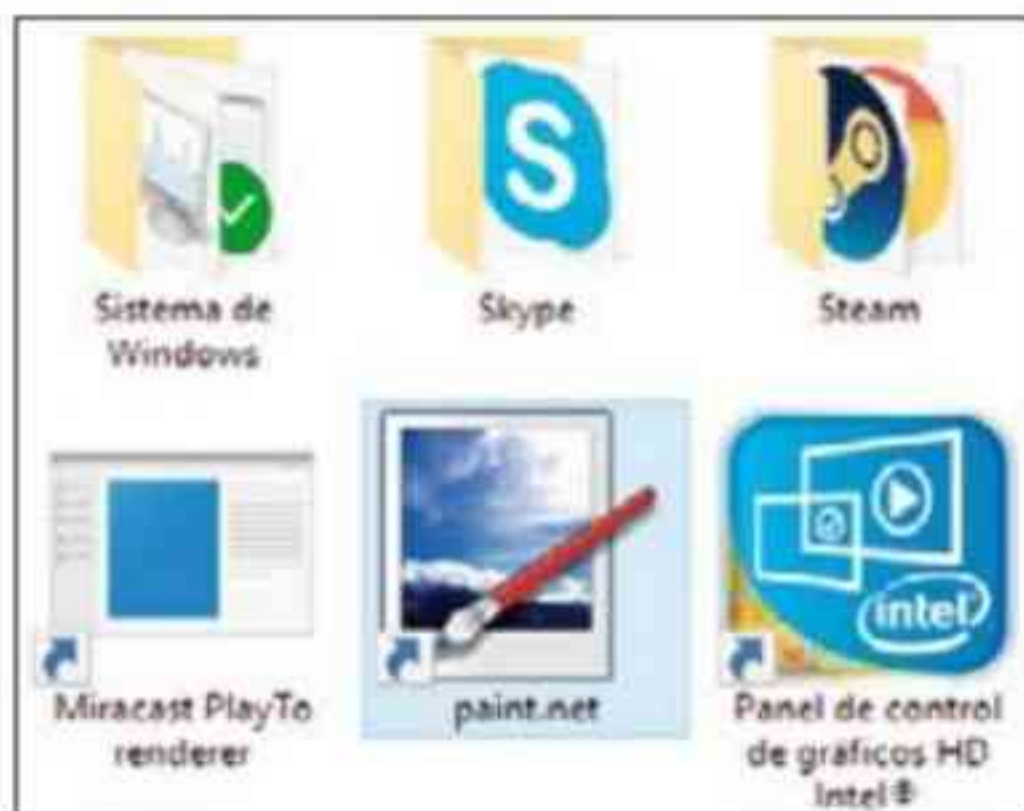 S
Sistema de
Windows
Skype
Steam
intel
Miracast PlayTo
renderer
paint.net
Panel de control
de gráficos HD
Intel®